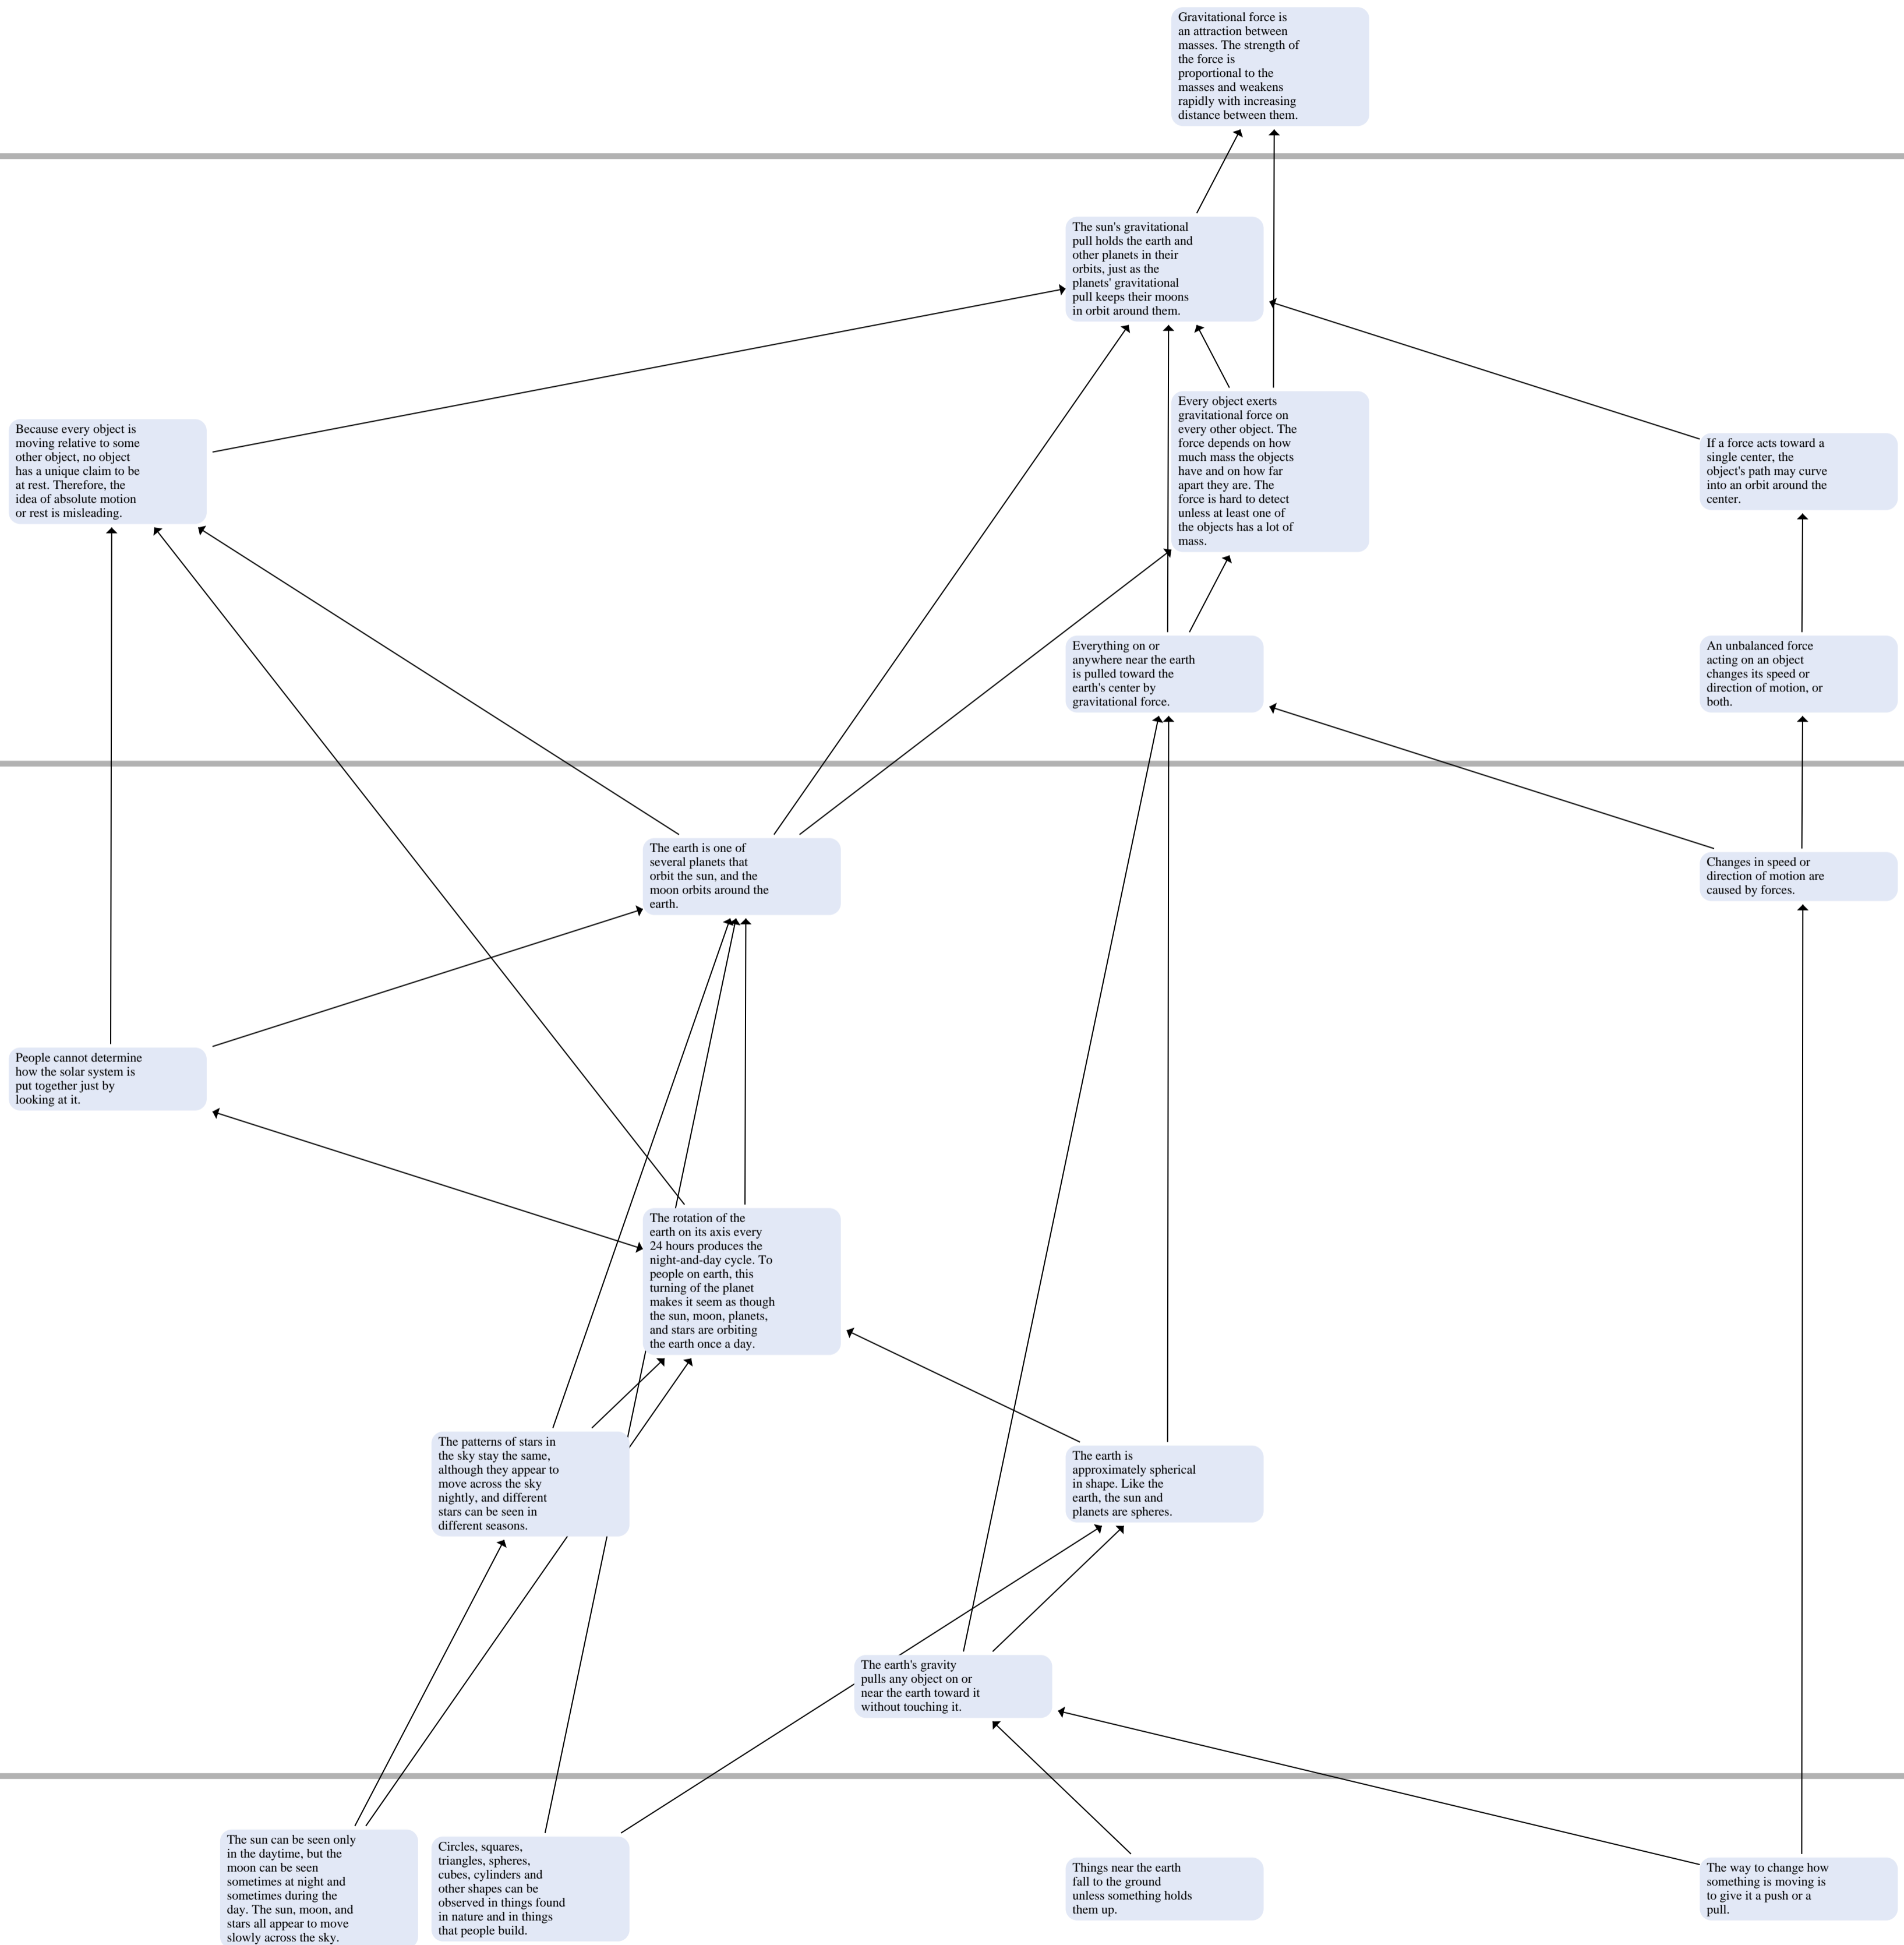 Gravitational force is
an attraction between
masses. The strength of
the force is
proportional to the
masses and weakens
rapidly with increasing
distance between them.
The sun's gravitational
pull holds the earth and
other planets in their
orbits, just as the
planets' gravitational
pull keeps their moons
in orbit around them.
Because every object is
moving relative to some
other object, no object
has a unique claim to be
at rest. Therefore, the
idea of absolute motion
or rest is misleading.
Every object exerts
gravitational force on
every other object. The
force depends on how
much mass the objects
have and on how far
apart they are. The
force is hard to detect
unless at least one of
the objects has a lot of
mass.
If a force acts toward a
single center, the
object's path may curve
into an orbit around the
center.
Everything on or
anywhere near the earth
is pulled toward the
earth's center by
gravitational force.
An unbalanced force
acting on an object
changes its speed or
direction of motion, or
both.
The earth is one of
several planets that
orbit the sun, and the
moon orbits around the
earth.
Changes in speed or
direction of motion are
caused by forces.
People cannot determine
how the solar system is
put together just by
looking at it.
The rotation of the
earth on its axis every
24 hours produces the
night-and-day cycle. To
people on earth, this
turning of the planet
makes it seem as though
the sun, moon, planets,
and stars are orbiting
the earth once a day.
The patterns of stars in
the sky stay the same,
although they appear to
move across the sky
nightly, and different
stars can be seen in
different seasons.
The earth is
approximately spherical
in shape. Like the
earth, the sun and
planets are spheres.
The earth's gravity
pulls any object on or
near the earth toward it
without touching it.
The sun can be seen only
in the daytime, but the
moon can be seen
sometimes at night and
sometimes during the
day. The sun, moon, and
stars all appear to move
slowly across the sky.
Circles, squares,
triangles, spheres,
cubes, cylinders and
other shapes can be
observed in things found
in nature and in things
that people build.
Things near the earth
fall to the ground
unless something holds
them up.
The way to change how
something is moving is
to give it a push or a
pull.